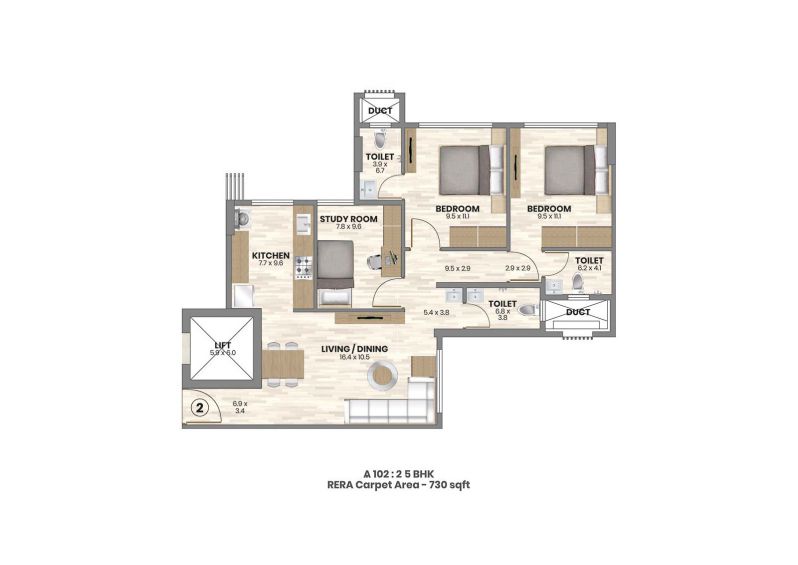 DUCT
TOILET
3.9 x
6.7
BEDROOM
9.5 x 11.1
BEDROOM
9.5 x 11.1
STUDY ROOM
7.8 x 9.6
KITCHEN
7.7 x 9.6
9.5 x 2.9
2.9 x 2.9
TOILET
6.2 x 4.1
5.4 x 3.8
TOILET
6.8 x
3.8
DUCT
LIFT
5.9 x 6.0
LIVING / DINING
16.4 x 10.5
2
6.9 x
3.4
A 102 : 2 5 BHK
RERA Carpet Area - 730 sqft